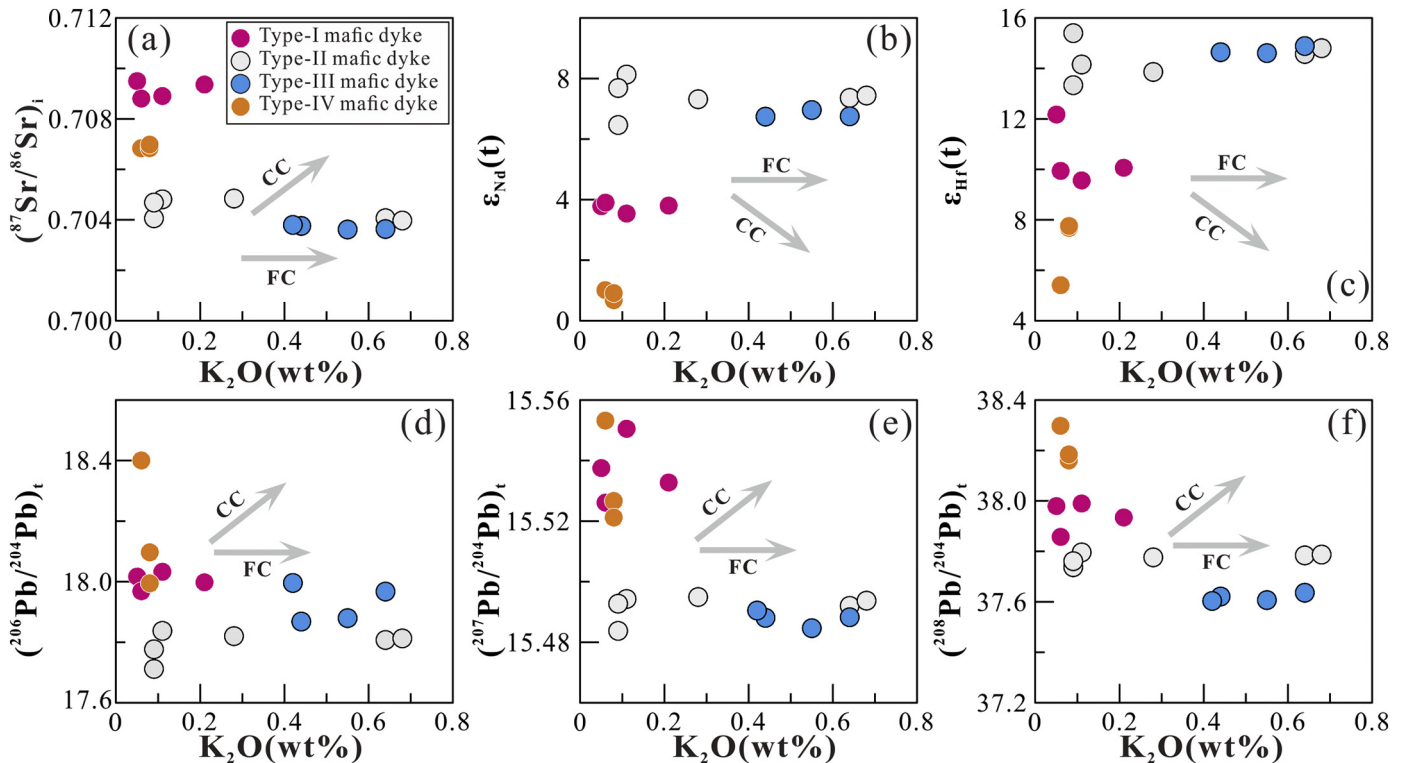 (a)
0.712
0.708
0.704
0.700
(⁸⁷Sr/⁸⁶Sr)ᵢ
Type-I mafic dyke
Type-II mafic dyke
Type-III mafic dyke
Type-IV mafic dyke
CC
FC
0 0.2 0.4 0.6 0.8
K₂O(wt%)
(b)
8
4
0
εNd(t)
FC
CC
0 0.2 0.4 0.6 0.8
K₂O(wt%)
16
12
8
4
εHf(t)
FC
CC
(c)
0 0.2 0.4 0.6 0.8
K₂O(wt%)
(d)
18.4
18.0
17.6
(²⁰⁶Pb/²⁰⁴Pb)ₜ
CC
FC
0 0.2 0.4 0.6 0.8
K₂O(wt%)
(e)
15.56
15.52
15.48
(²⁰⁷Pb/²⁰⁴Pb)ₜ
CC
FC
0 0.2 0.4 0.6 0.8
K₂O(wt%)
(f)
38.4
38.0
37.6
37.2
(²⁰⁸Pb/²⁰⁴Pb)ₜ
CC
FC
0 0.2 0.4 0.6 0.8
K₂O(wt%)